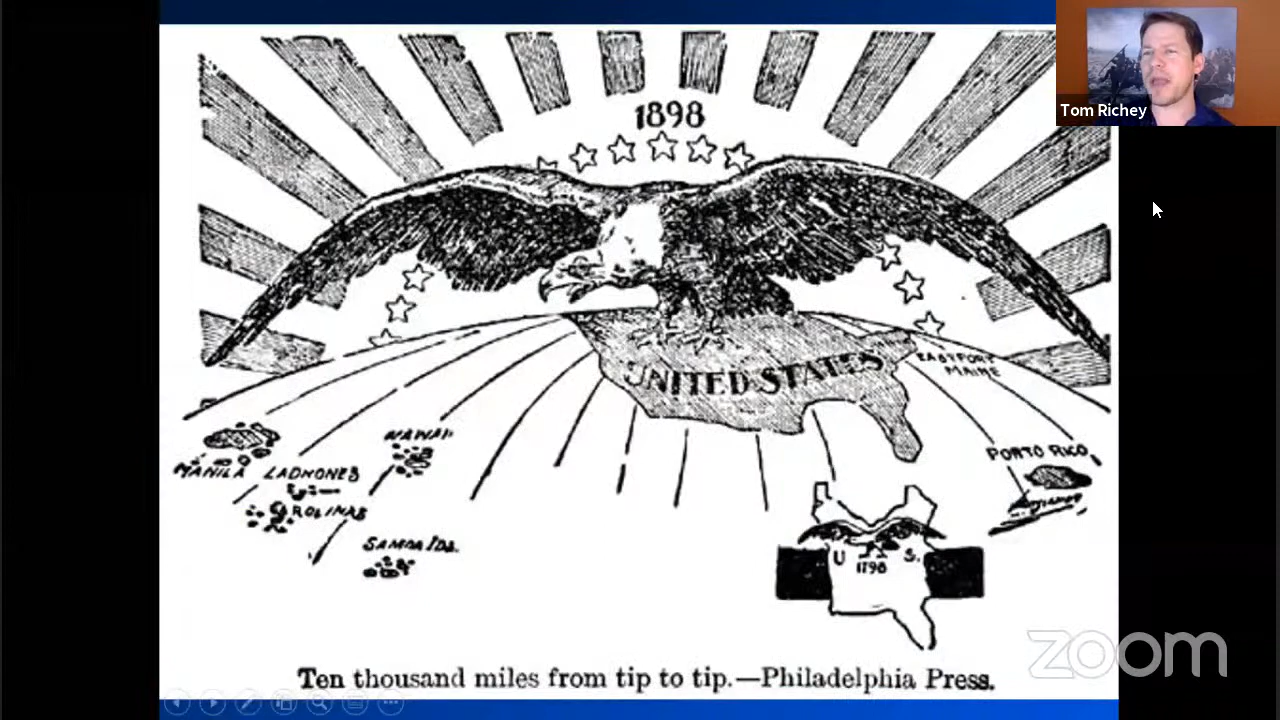 Tom Richey
1898
UNITED STATES
EASTPORT
MAINE
HAWAII
MANILA
LADRONES
CAROLINAS
SAMOA IDS.
PORTO RICO
U S.
1798
Ten thousand miles from tip to tip.—Philadelphia Press.
zoom